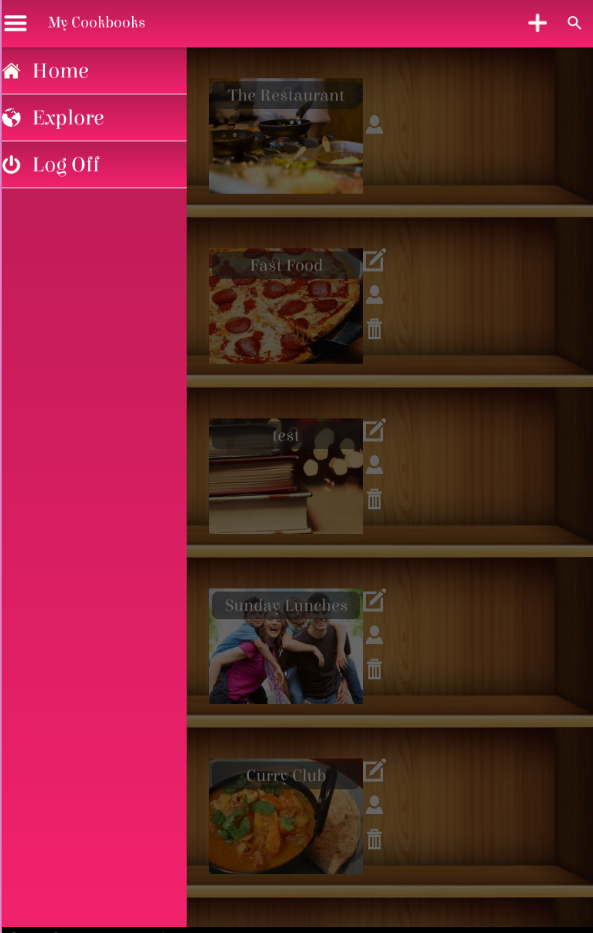 My Cookbooks
Home
Explore
Log Off
The Restaurant
Fast Food
test
Sunday Lunches
Curry Club